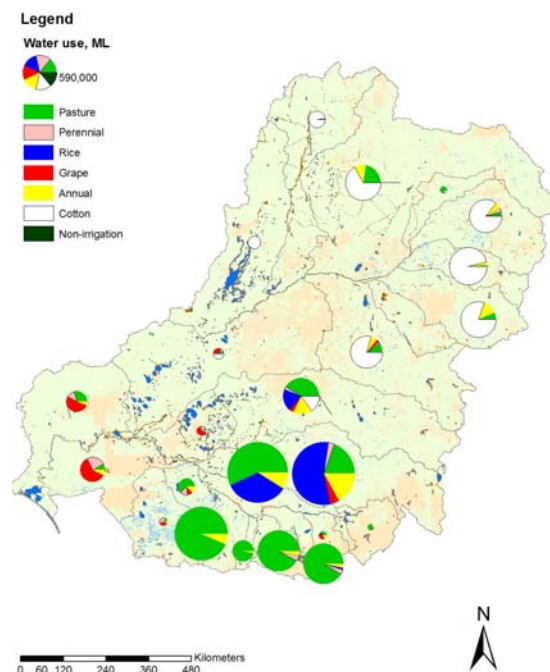 Legend
Water use, ML
590,000
Pasture
Perennial
Rice
Grape
Annual
Cotton
Non-irrigation
N
Kilometers
0 60 120 240 360 480